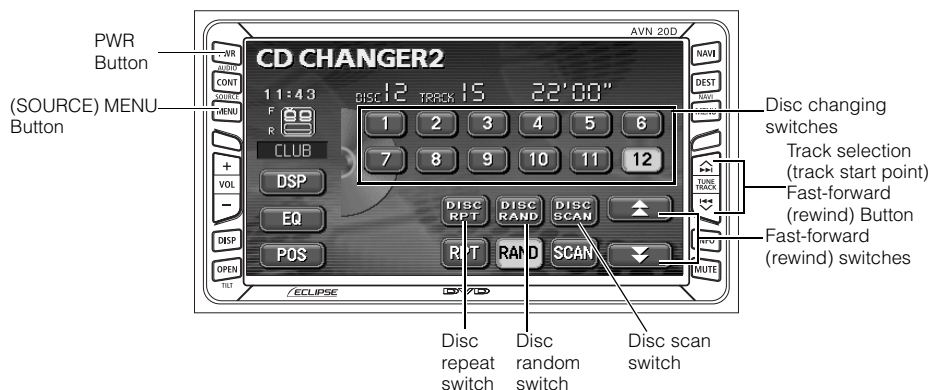 AVN 20D
PWR
Button
PWR
AUDIO
CONT
SOURCE
MENU
(SOURCE) MENU
Button
+
VOL
−
DISP
OPEN
TILT
CD CHANGER2
11:43
DISC 12 TRACK 15 22'00"
F
R
CLUB
DSP
EQ
POS
1 2 3 4 5 6
7 8 9 10 11 12
DISC RPT
DISC RAND
DISC SCAN
RPT RAND SCAN
ECLIPSE
DVD
NAVI
DEST
NAVI
MENU
TUNE
TRACK
INFO
MUTE
Disc changing
switches
Track selection
(track start point)
Fast-forward
(rewind) Button
Fast-forward
(rewind) switches
Disc
repeat
switch
Disc
random
switch
Disc scan
switch